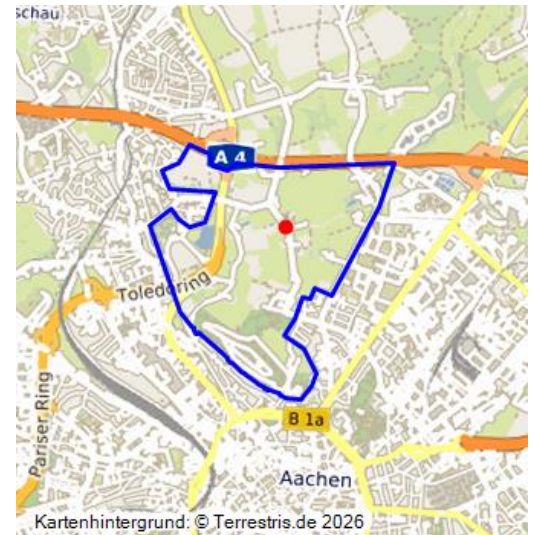 schau
A 4
Toledoring
Pariser Ring
B 1a
Aachen
Kartenhintergrund: © Terrestris.de 2026